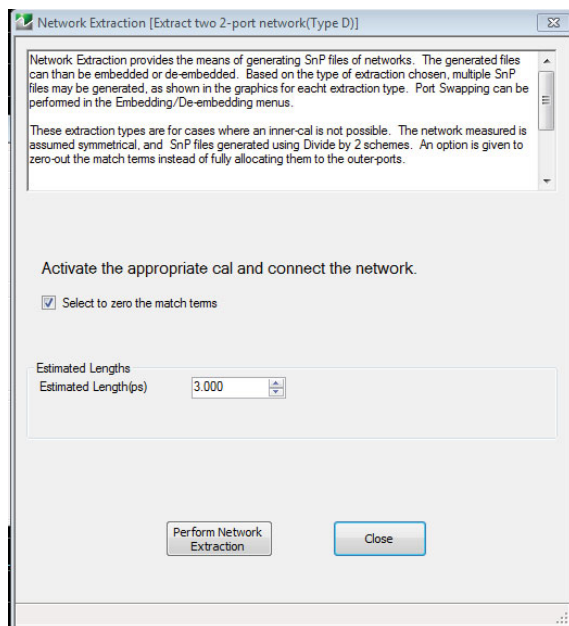 Network Extraction [Extract two 2-port network(Type D)]
Network Extraction provides the means of generating SnP files of networks. The generated files
can than be embedded or de-embedded. Based on the type of extraction chosen, multiple SnP
files may be generated, as shown in the graphics for eacht extraction type. Port Swapping can be
performed in the Embedding/De-embedding menus.
These extraction types are for cases where an inner-cal is not possible. The network measured is
assumed symmetrical, and SnP files generated using Divide by 2 schemes. An option is given to
zero-out the match terms instead of fully allocating them to the outer-ports.
Activate the appropriate cal and connect the network.
Select to zero the match terms
Estimated Lengths
Estimated Length(ps) 3.000
Perform Network
Extraction
Close